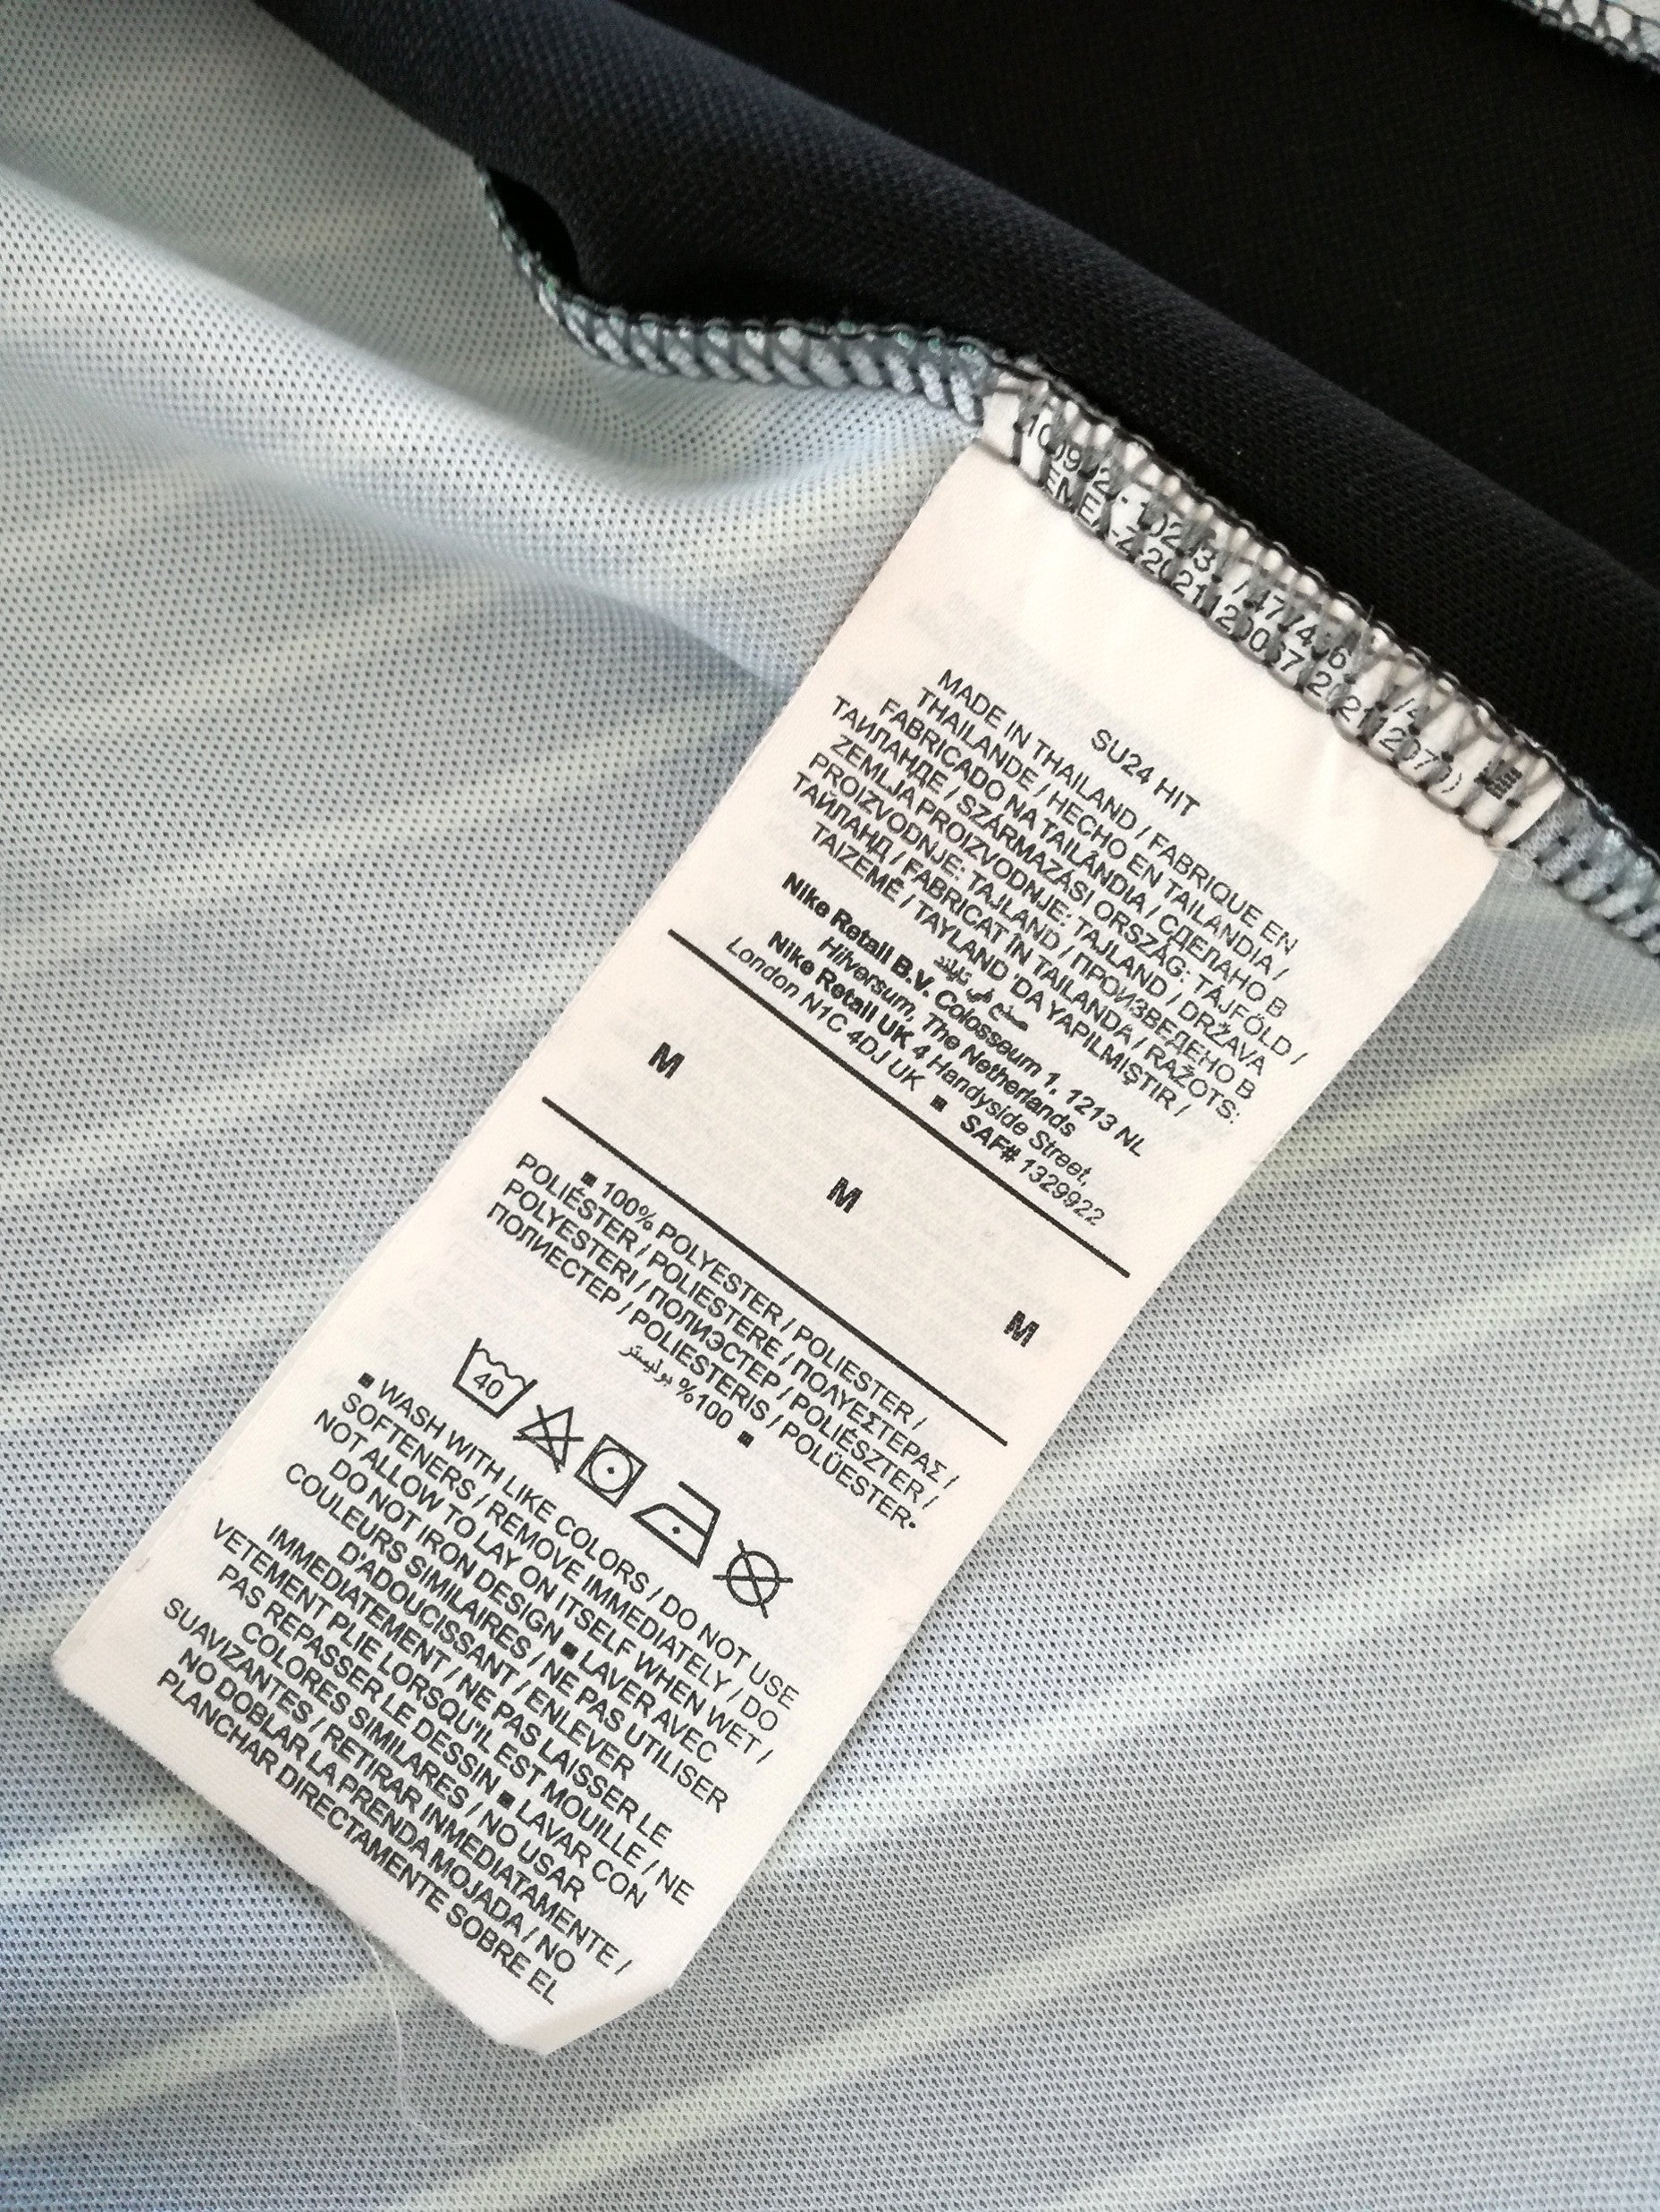 SU24 HIT
MADE IN THAILAND / FABRIQUE EN
THAILANDE / HECHO EN TAILANDIA /
FABRICADO NA TAILÂNDIA / СДЕЛАНО В
ТАИЛАНДЕ / SZÁRMAZÁSI ORSZÁG: TÁJFÖLD /
ZEMLJA PROIZVODNJE: TAJLAND / DRŽAVA
PROIZVODNJE: TAJLAND / ПРОИЗВЕДЕНО В
ТАЙЛАНД / FABRICAT ÎN TAILANDA / RAŽOTS:
TAIZEMĒ / TAYLAND 'DA YAPILMIŞTIR /
صنع في تايلند
Nike Retail B.V. Colosseum 1, 1213 NL
Hilversum, The Netherlands
Nike Retail UK 4 Handyside Street,
London N1C 4DJ UK ■ SAF# 1329922
M M M
■ 100% POLYESTER / POLIESTER /
POLIÉSTER / POLIESTERE / ΠΟΛΥΕΣΤΕΡΑΣ /
POLYESTERI / ПОЛИЭСТЕР / POLIÉSZTER /
ПОЛИЕСТЕР / POLIESTERIS / POLÜESTER•
■ 100% بوليستر
40
■ WASH WITH LIKE COLORS / DO NOT USE
SOFTENERS / REMOVE IMMEDIATELY / DO
NOT ALLOW TO LAY ON ITSELF WHEN WET /
DO NOT IRON DESIGN ■ LAVER AVEC
COULEURS SIMILAIRES / NE PAS UTILISER
D'ADOUCISSANT / ENLEVER
IMMEDIATEMENT / NE PAS LAISSER LE
VETEMENT PLIE LORSQU'IL EST MOUILLE / NE
PAS REPASSER LE DESSIN ■ LAVAR CON
COLORES SIMILARES / NO USAR
SUAVIZANTES / RETIRAR INMEDIATAMENTE /
NO DOBLAR LA PRENDA MOJADA / NO
PLANCHAR DIRECTAMENTE SOBRE EL